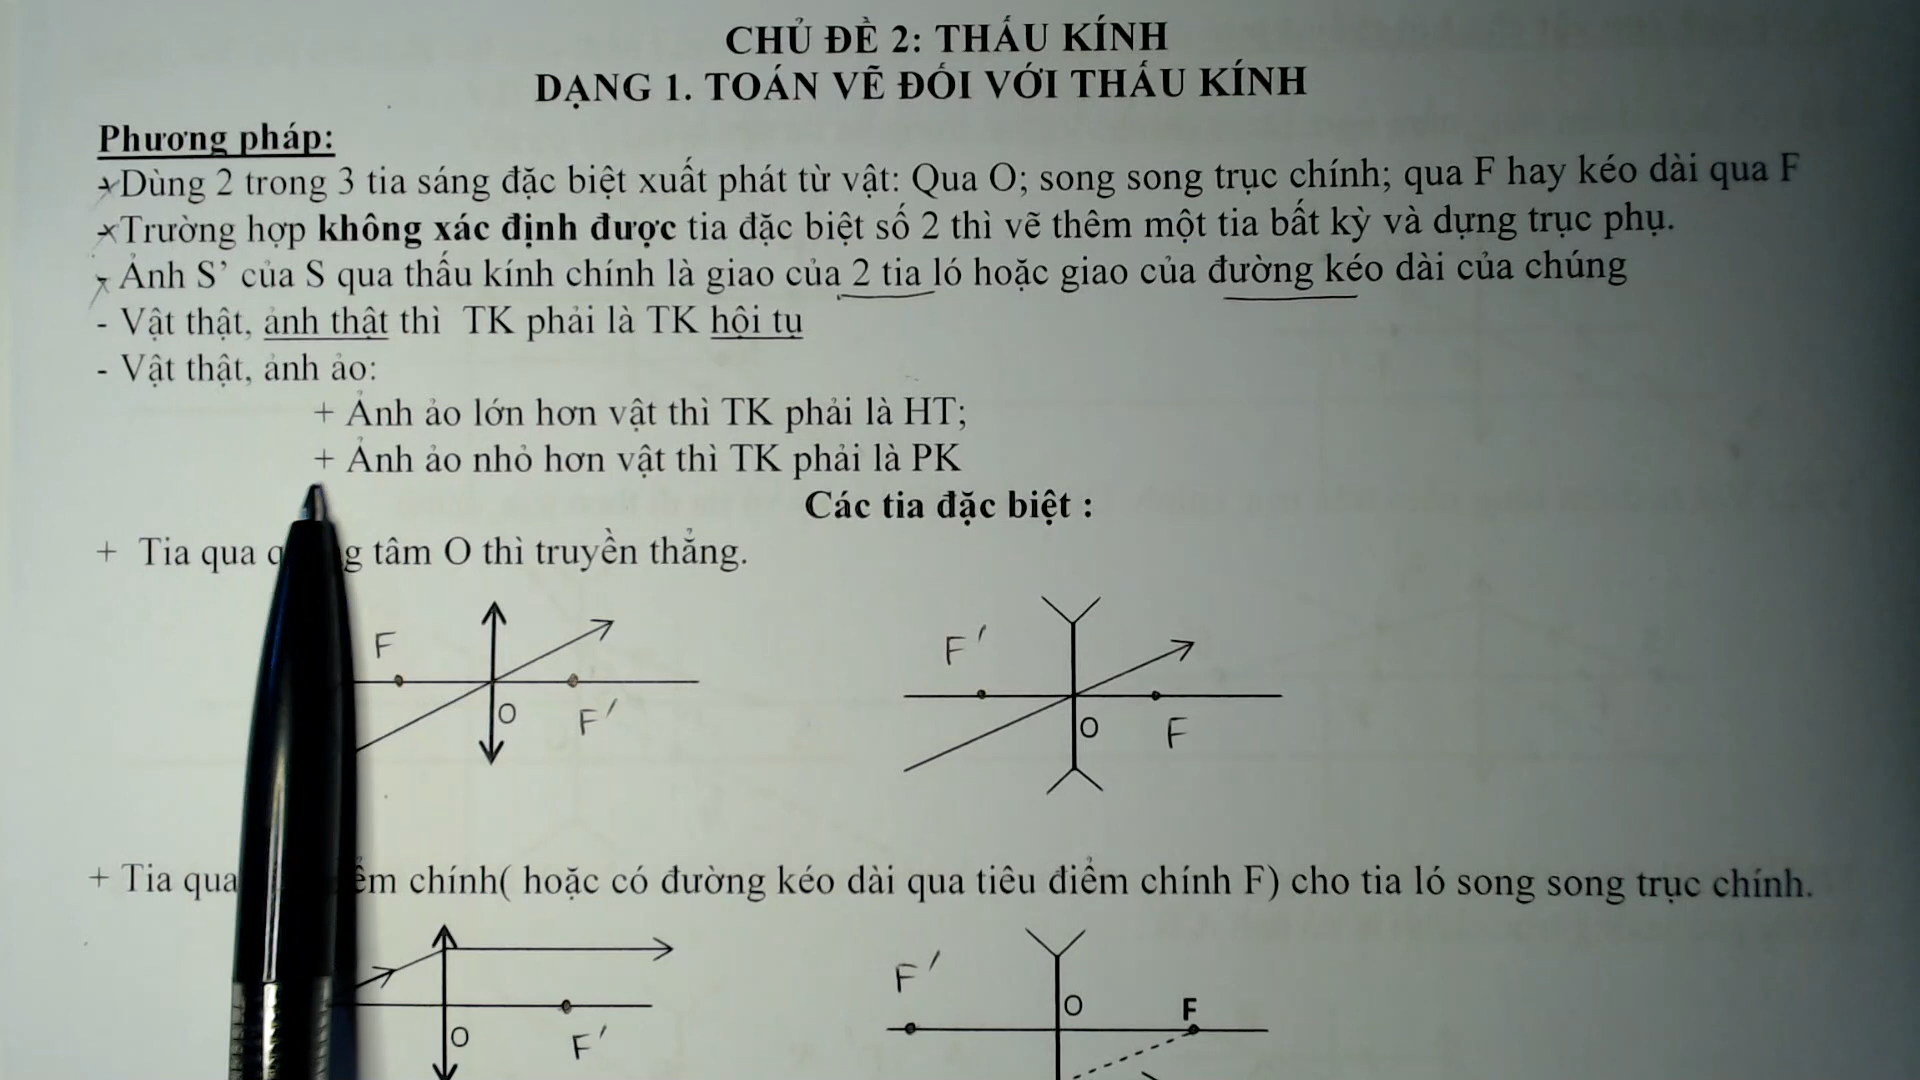 CHỦ ĐỀ 2: THẤU KÍNH
DẠNG 1. TOÁN VẼ ĐỐI VỚI THẤU KÍNH
Phương pháp:
Dùng 2 trong 3 tia sáng đặc biệt xuất phát từ vật: Qua O; song song trục chính; qua F hay kéo dài qua F
Trường hợp không xác định được tia đặc biệt số 2 thì vẽ thêm một tia bất kỳ và dựng trục phụ.
- Ảnh S' của S qua thấu kính chính là giao của 2 tia ló hoặc giao của đường kéo dài của chúng
- Vật thật, ảnh thật thì TK phải là TK hội tụ
- Vật thật, ảnh ảo:
+ Ảnh ảo lớn hơn vật thì TK phải là HT;
+ Ảnh ảo nhỏ hơn vật thì TK phải là PK
Các tia đặc biệt :
+ Tia qua tâm O thì truyền thẳng.
F
O
F'
F'
O
F
+ Tia qua chính( hoặc có đường kéo dài qua tiêu điểm chính F) cho tia ló song song trục chính.
O
F'
F'
O
F